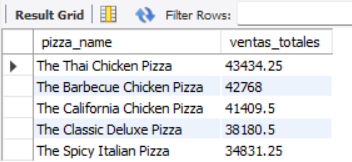 Result Grid Filter Rows:
pizza_name ventas_totales
The Thai Chicken Pizza 43434.25
The Barbecue Chicken Pizza 42768
The California Chicken Pizza 41409.5
The Classic Deluxe Pizza 38180.5
The Spicy Italian Pizza 34831.25